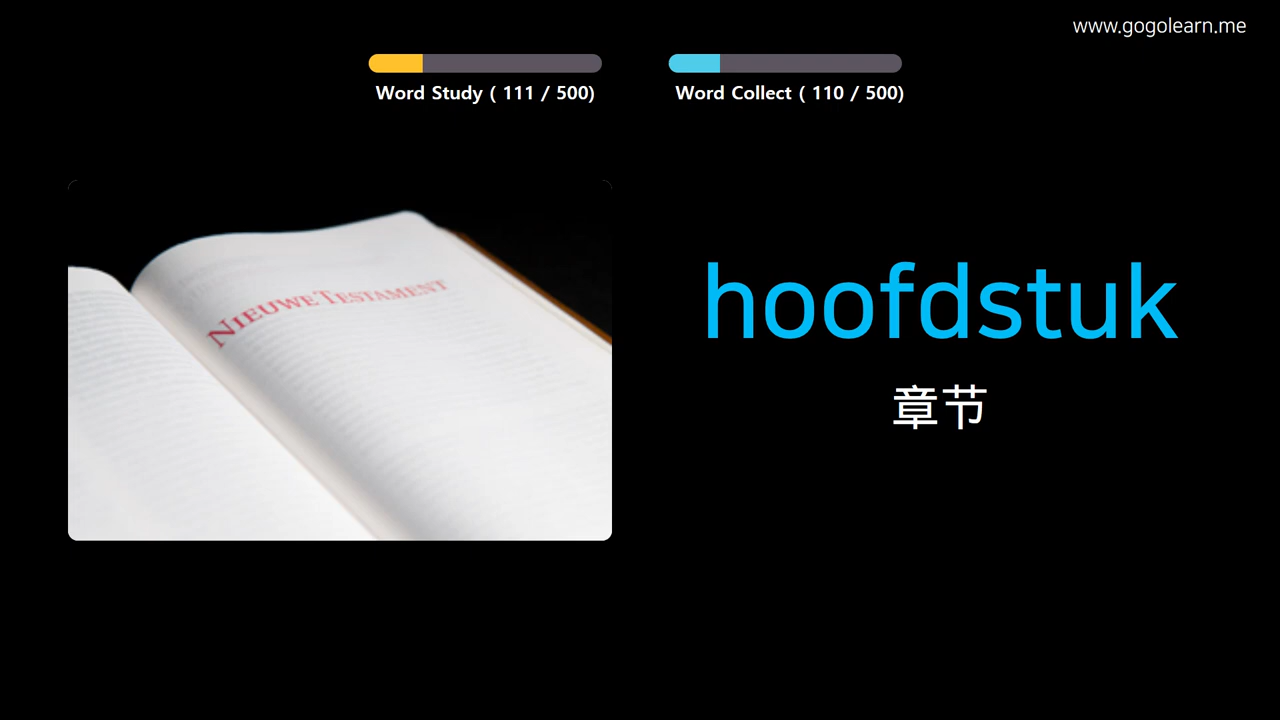 www.gogolearn.me
Word Study ( 111 / 500)
Word Collect ( 110 / 500)
NIEUWE TESTAMENT
hoofdstuk
章节